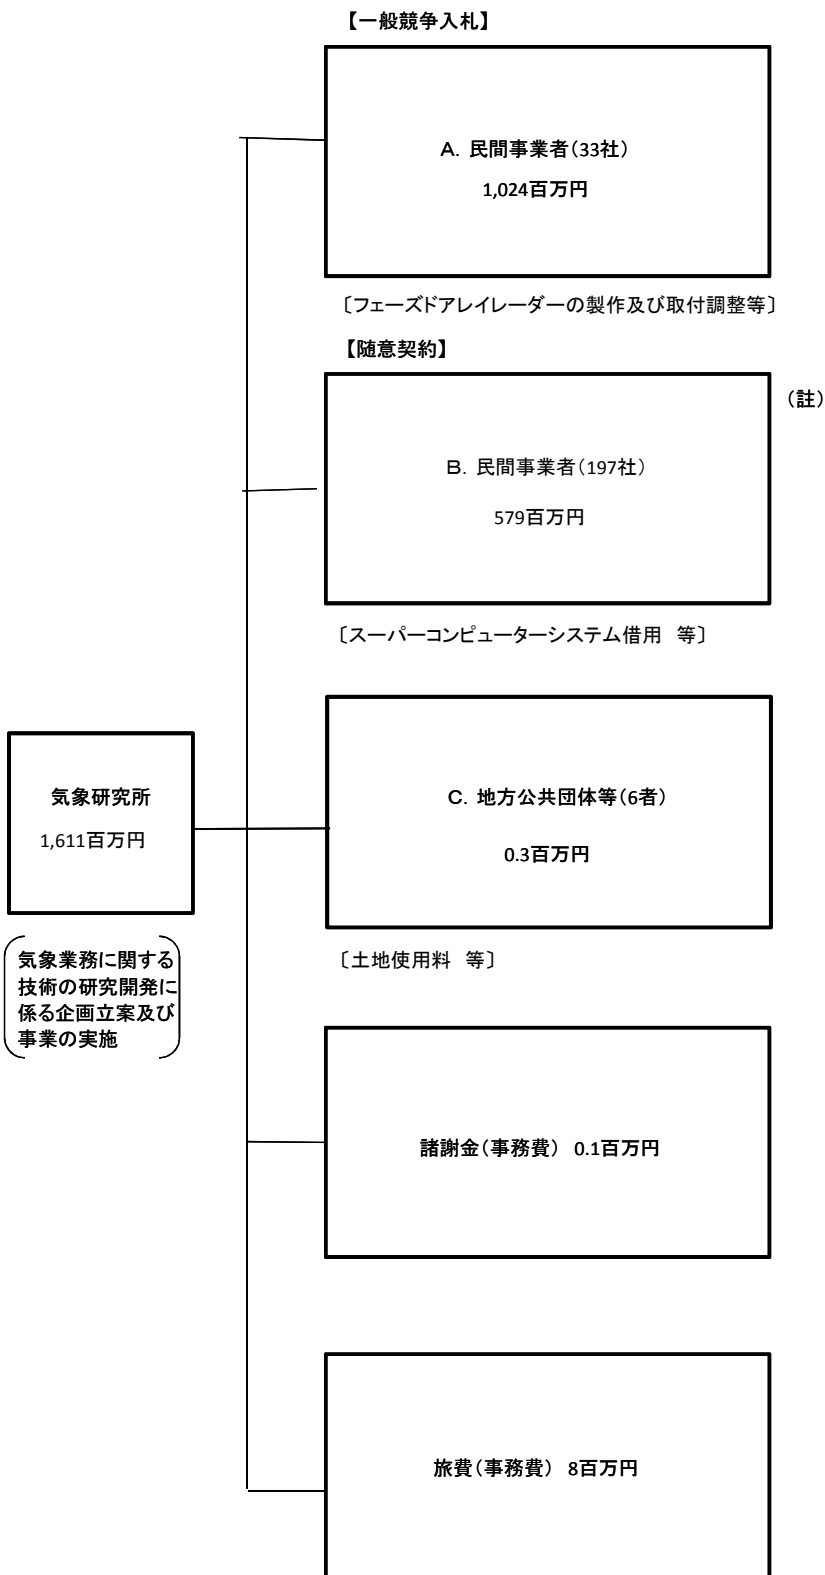 【一般競争入札】
A. 民間事業者（33社）
1,024百万円
〔フェーズドアレイレーダーの製作及び取付調整等〕
【随意契約】
（註）
B. 民間事業者（197社）
579百万円
〔スーパーコンピューターシステム借用　等〕
気象研究所
1,611百万円
C. 地方公共団体等（6者）
0.3百万円
気象業務に関する
技術の研究開発に
係る企画立案及び
事業の実施
〔土地使用料　等〕
諸謝金（事務費） 0.1百万円
旅費（事務費） 8百万円